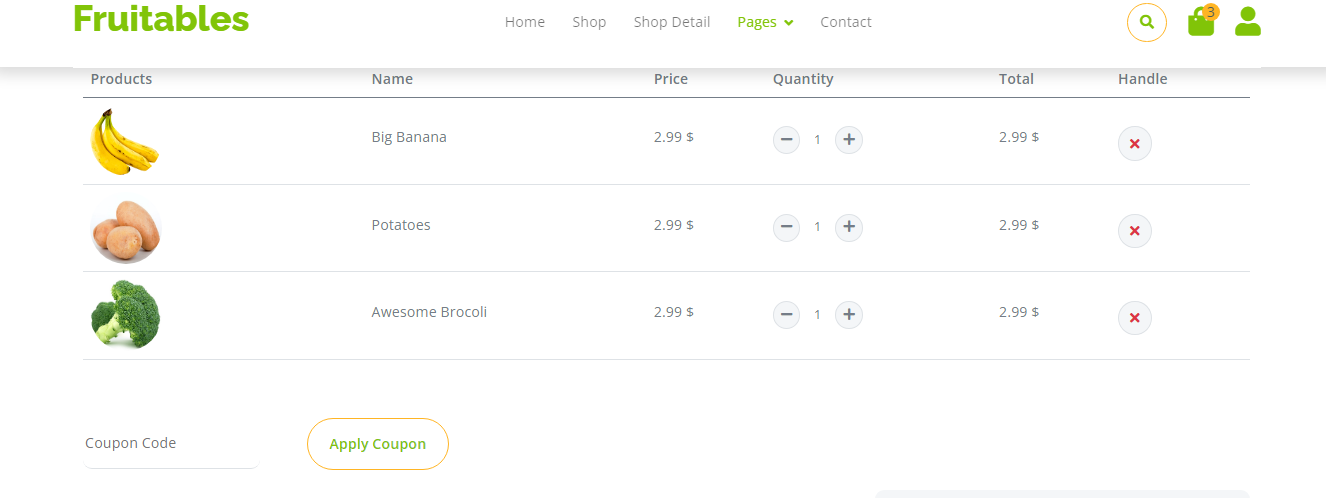 Fruitables
Home Shop Shop Detail Pages Contact
3
Products Name Price Quantity Total Handle
Big Banana 2.99 $ 1 2.99 $
Potatoes 2.99 $ 1 2.99 $
Awesome Brocoli 2.99 $ 1 2.99 $
Coupon Code Apply Coupon